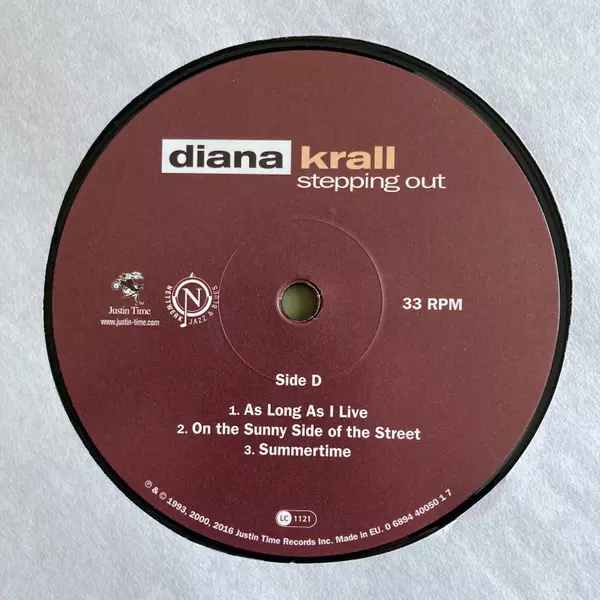 diana krall
stepping out
Justin Time
TM
www.justin-time.com
N
NETTWERK JAZZ & BLUES
33 RPM
Side D
1. As Long As I Live
2. On the Sunny Side of the Street
3. Summertime
LC 1121
℗ & © 1993, 2000, 2016 Justin Time Records Inc. Made in EU. 0 6894 40050 1 7